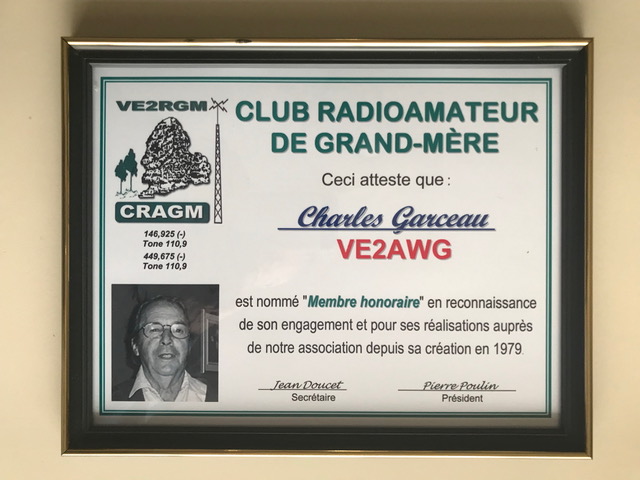 VE2RGM
CLUB RADIOAMATEUR
DE GRAND-MÈRE
CRAGM
146,925 (-)
Tone 110,9
449,675 (-)
Tone 110,9
Ceci atteste que :
Charles Garceau
VE2AWG
est nommé "Membre honoraire" en reconnaissance
de son engagement et pour ses réalisations auprès
de notre association depuis sa création en 1979.
Jean Doucet
Secrétaire
Pierre Poulin
Président